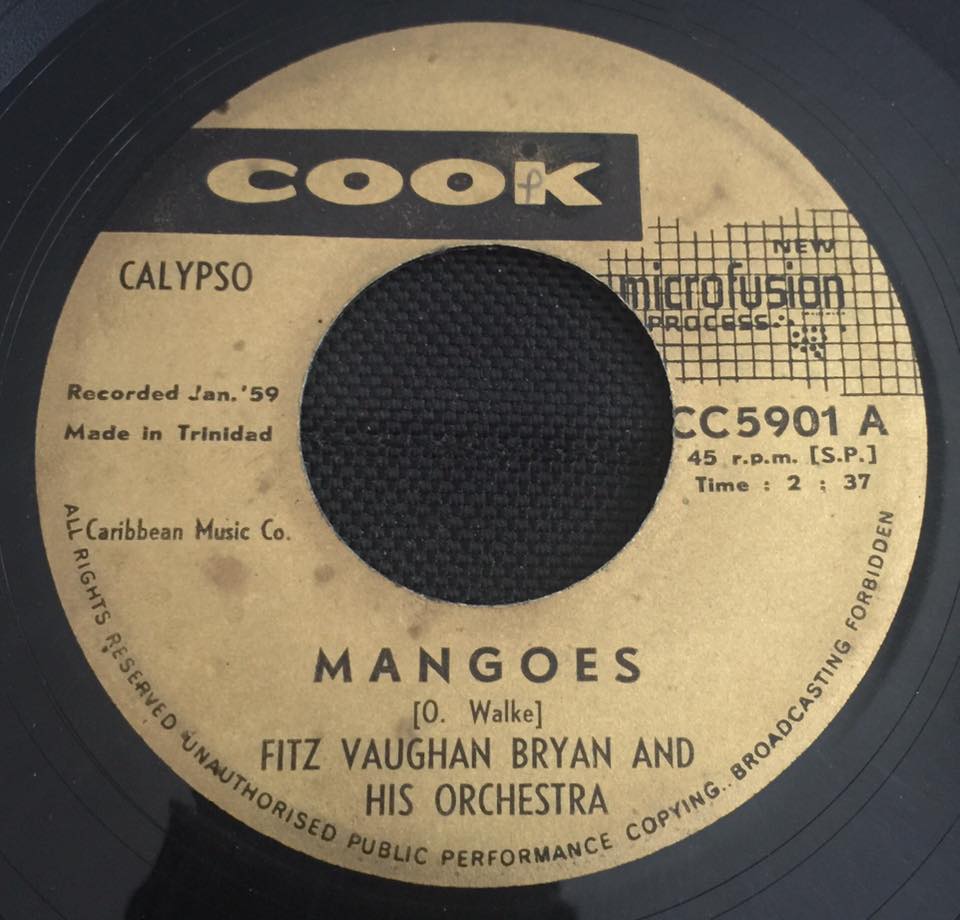 COOK
CALYPSO
NEW
microfusion
PROCESS
Recorded Jan. '59
Made in Trinidad
CC5901 A
45 r.p.m. [S.P.]
Time : 2 : 37
Caribbean Music Co.
MANGOES
[O. Walke]
FITZ VAUGHAN BRYAN AND
HIS ORCHESTRA
ALL RIGHTS RESERVED UNAUTHORISED PUBLIC PERFORMANCE COPYING.. BROADCASTING FORBIDDEN